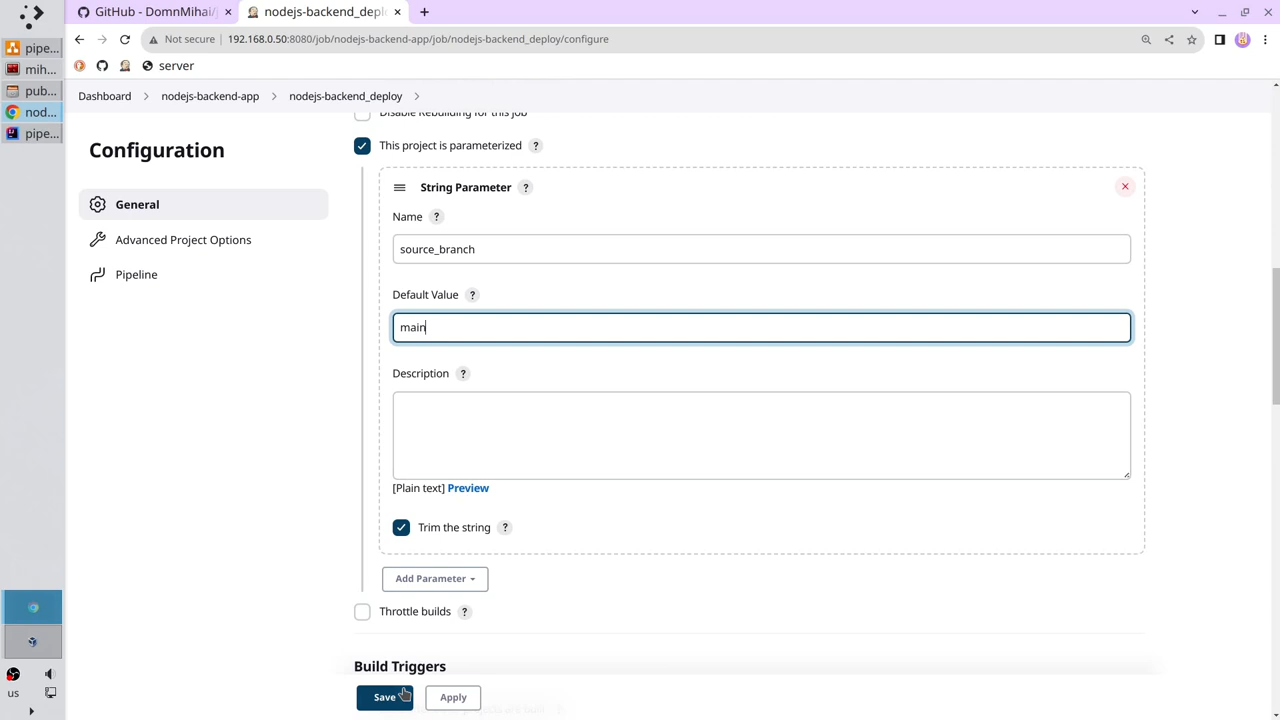 GitHub - DomnMihai/
nodejs-backend_depl
Not secure
192.168.0.50:8080/job/nodejs-backend-app/job/nodejs-backend_deploy/configure
server
pipe...
mih...
pub...
nod...
pipe...
us
Dashboard
nodejs-backend-app
nodejs-backend_deploy
Configuration
General
Advanced Project Options
Pipeline
Disable Rebuilding for this job
This project is parameterized ?
String Parameter ?
Name ?
source_branch
Default Value ?
main
Description ?
[Plain text] Preview
Trim the string ?
Add Parameter
Throttle builds ?
Build Triggers
Save
Apply